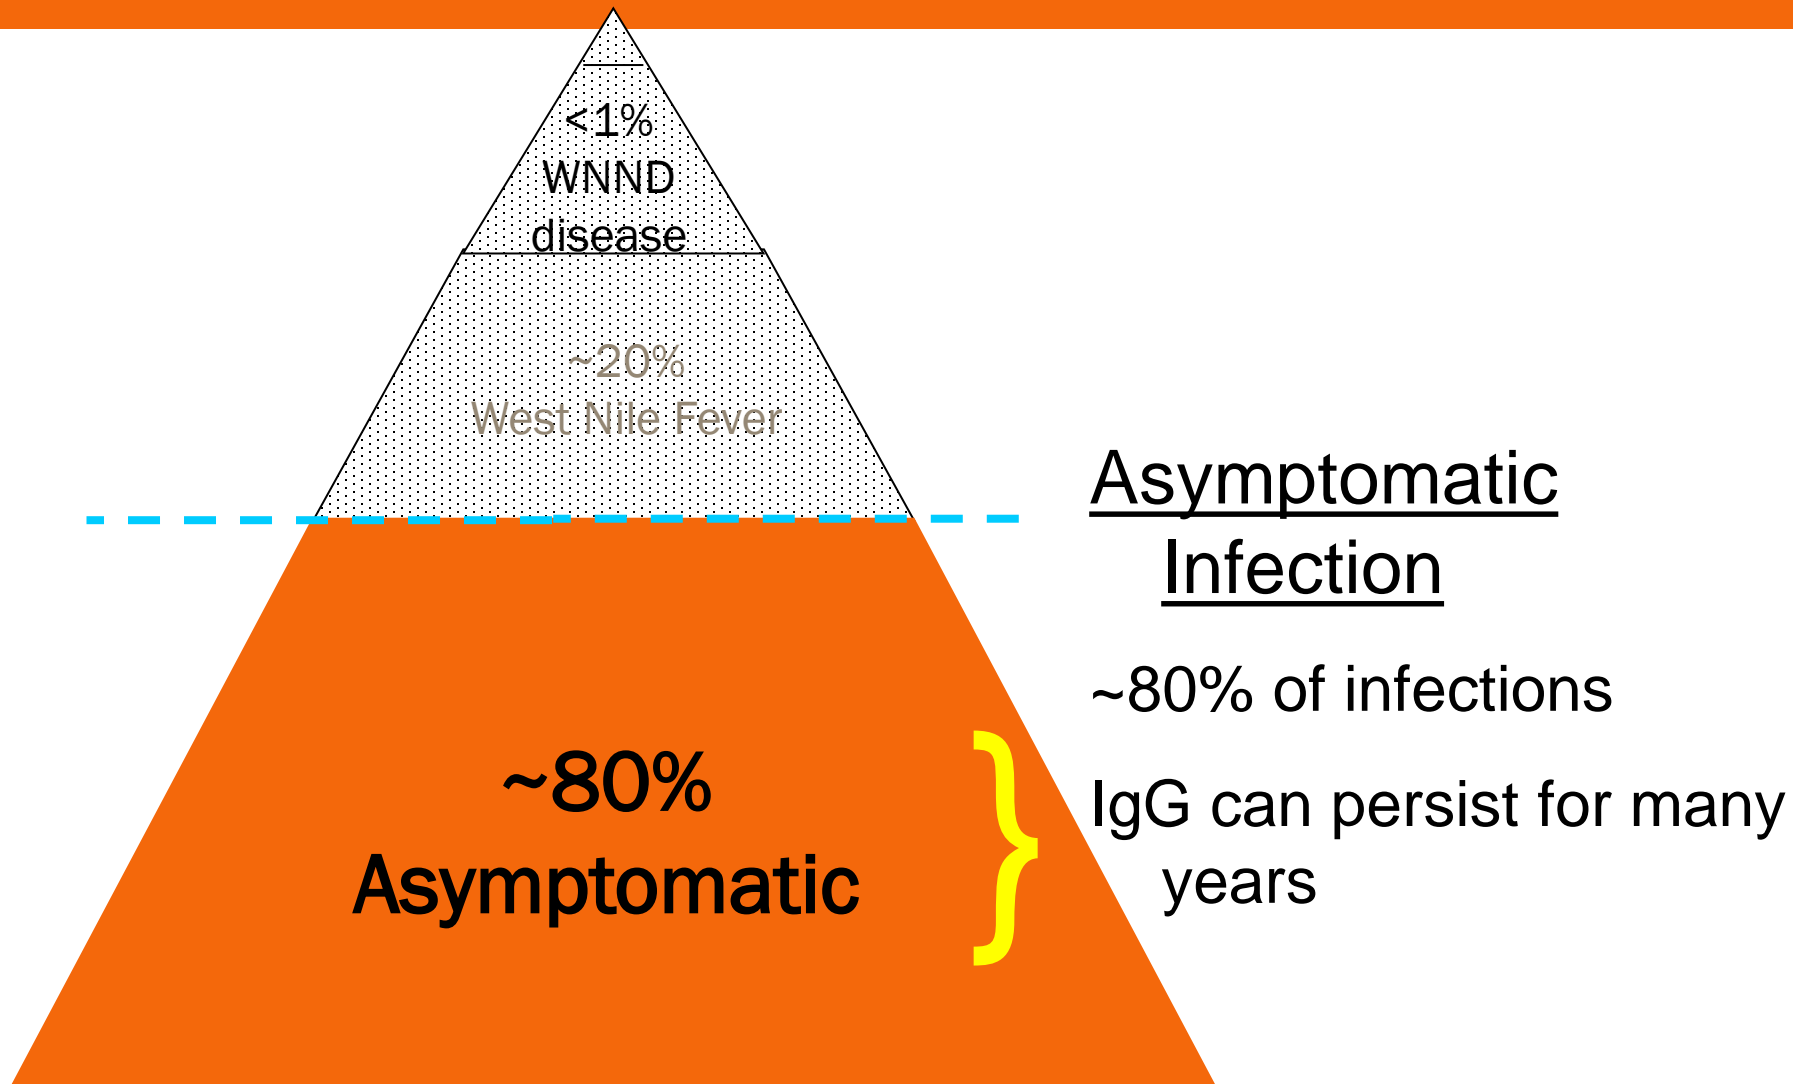 <1%
WNND
disease
~20%
West Nile Fever
~80%
Asymptomatic
Asymptomatic
Infection
~80% of infections
IgG can persist for many
years